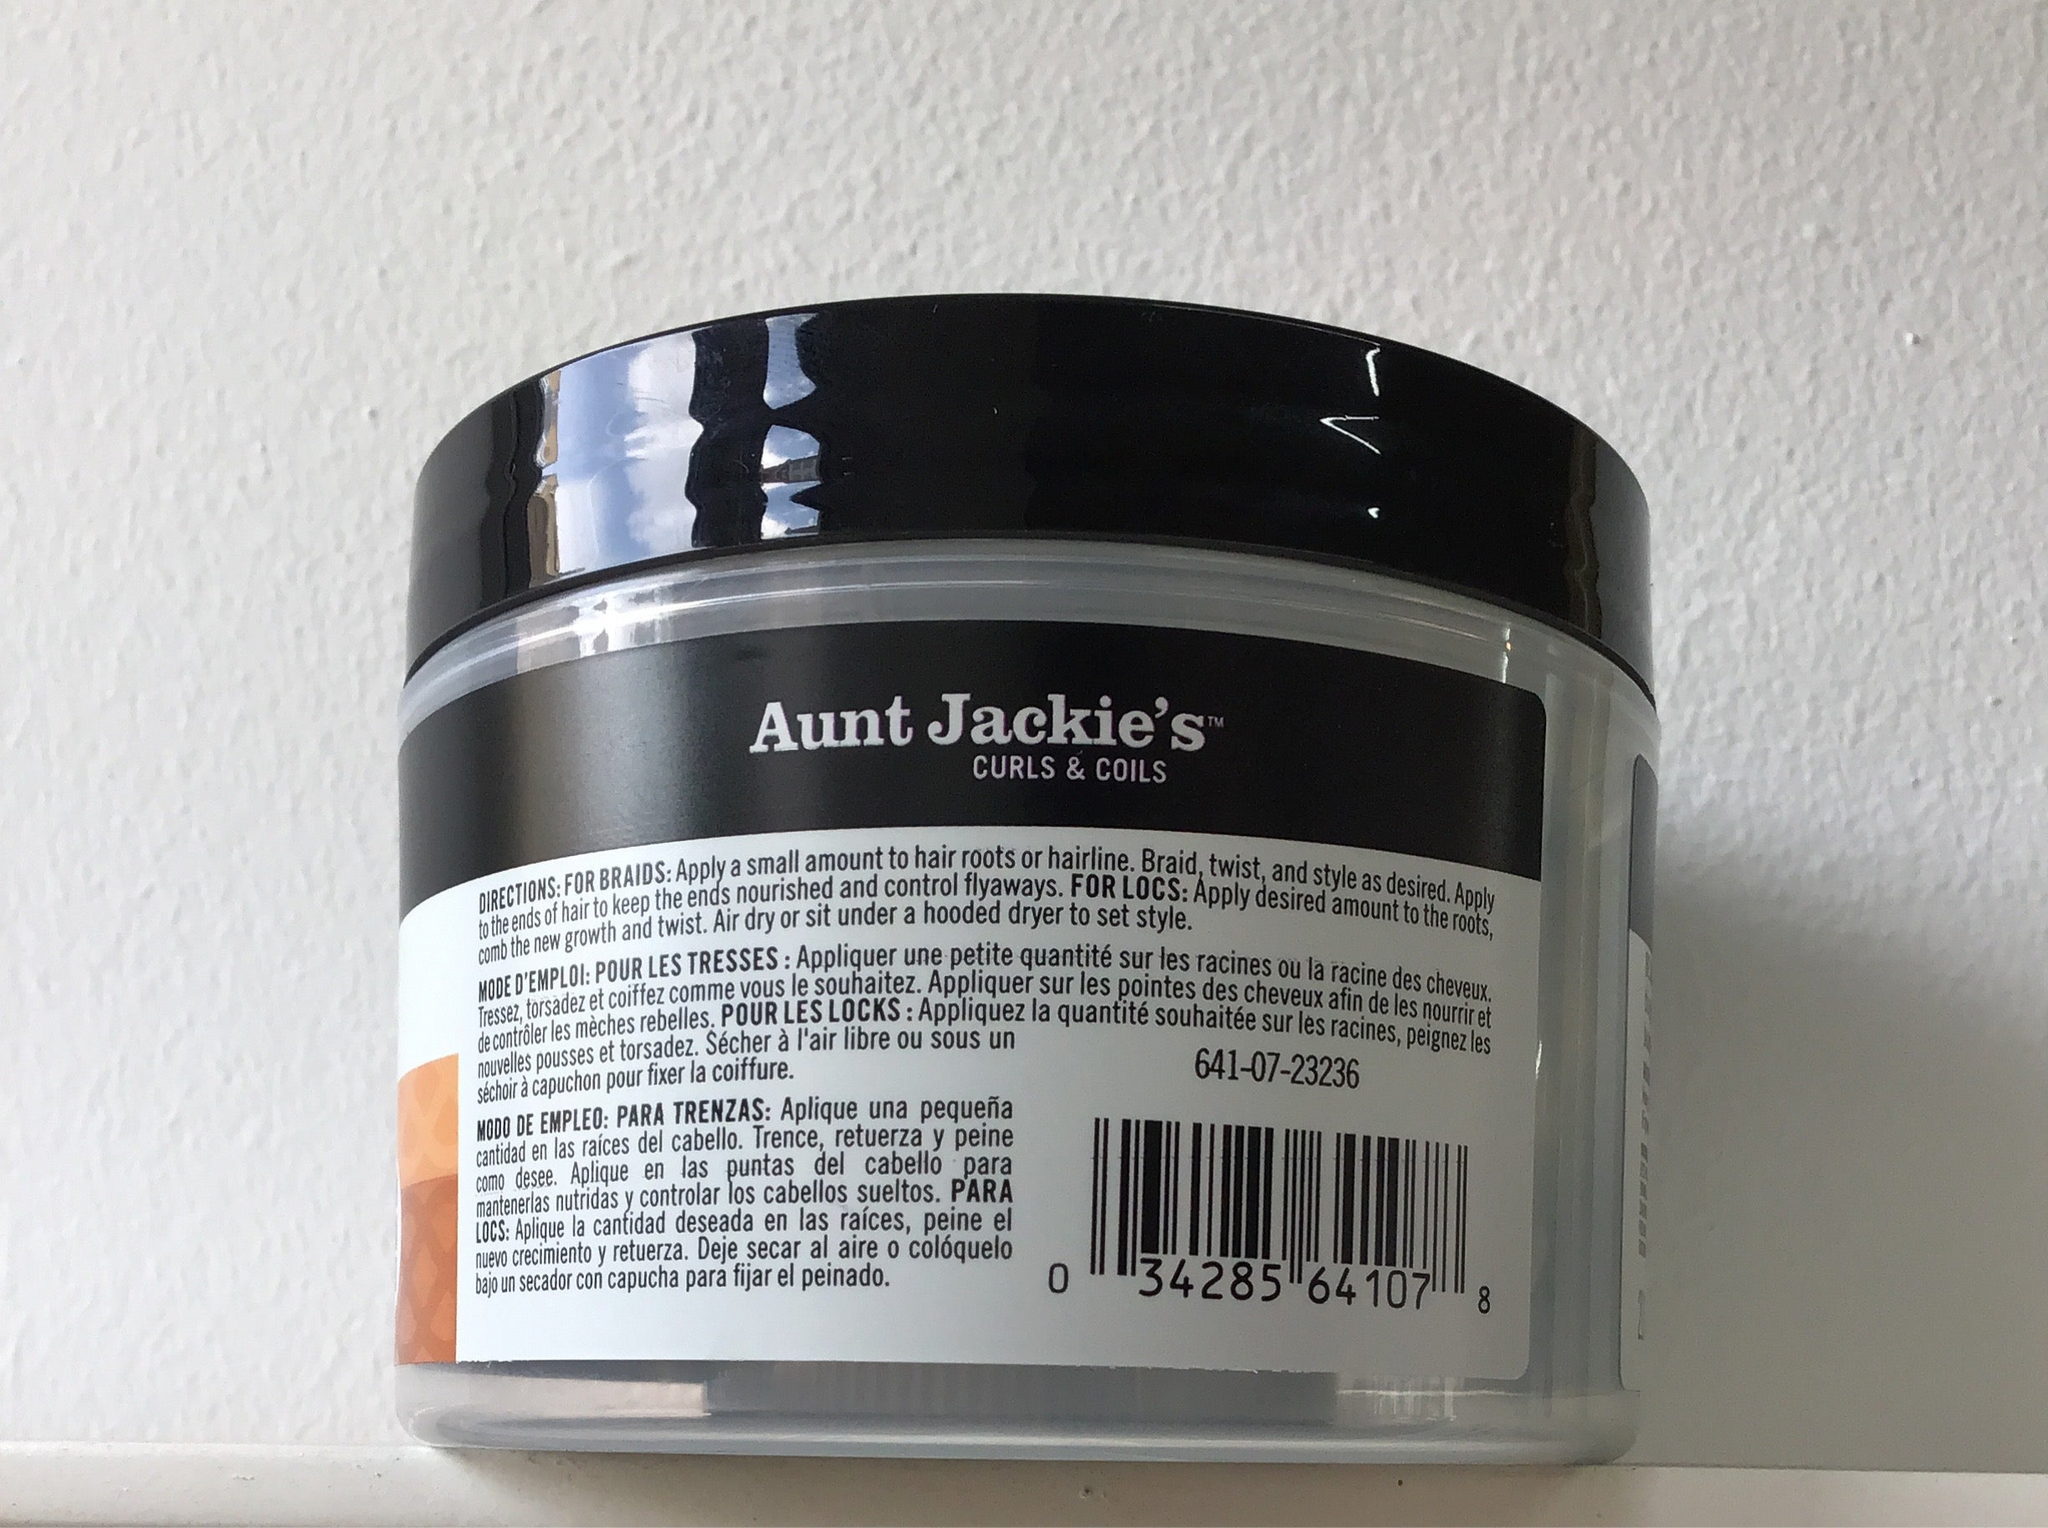 Aunt Jackie's™
CURLS & COILS
DIRECTIONS: FOR BRAIDS: Apply a small amount to hair roots or hairline. Braid, twist, and style as desired. Apply
to the ends of hair to keep the ends nourished and control flyaways. FOR LOCS: Apply desired amount to the roots,
comb the new growth and twist. Air dry or sit under a hooded dryer to set style.
MODE D'EMPLOI: POUR LES TRESSES : Appliquer une petite quantité sur les racines ou la racine des cheveux.
Tressez, torsadez et coiffez comme vous le souhaitez. Appliquer sur les pointes des cheveux afin de les nourrir et
de contrôler les mèches rebelles. POUR LES LOCKS : Appliquez la quantité souhaitée sur les racines, peignez les
nouvelles pousses et torsadez. Sécher à l'air libre ou sous un
séchoir à capuchon pour fixer la coiffure.
641-07-23236
MODO DE EMPLEO: PARA TRENZAS: Aplique una pequeña
cantidad en las raíces del cabello. Trence, retuerza y peine
como desee. Aplique en las puntas del cabello para
mantenerlas nutridas y controlar los cabellos sueltos. PARA
LOCS: Aplique la cantidad deseada en las raíces, peine el
nuevo crecimiento y retuerza. Deje secar al aire o colóquelo
bajo un secador con capucha para fijar el peinado.
0 34285 64107 8